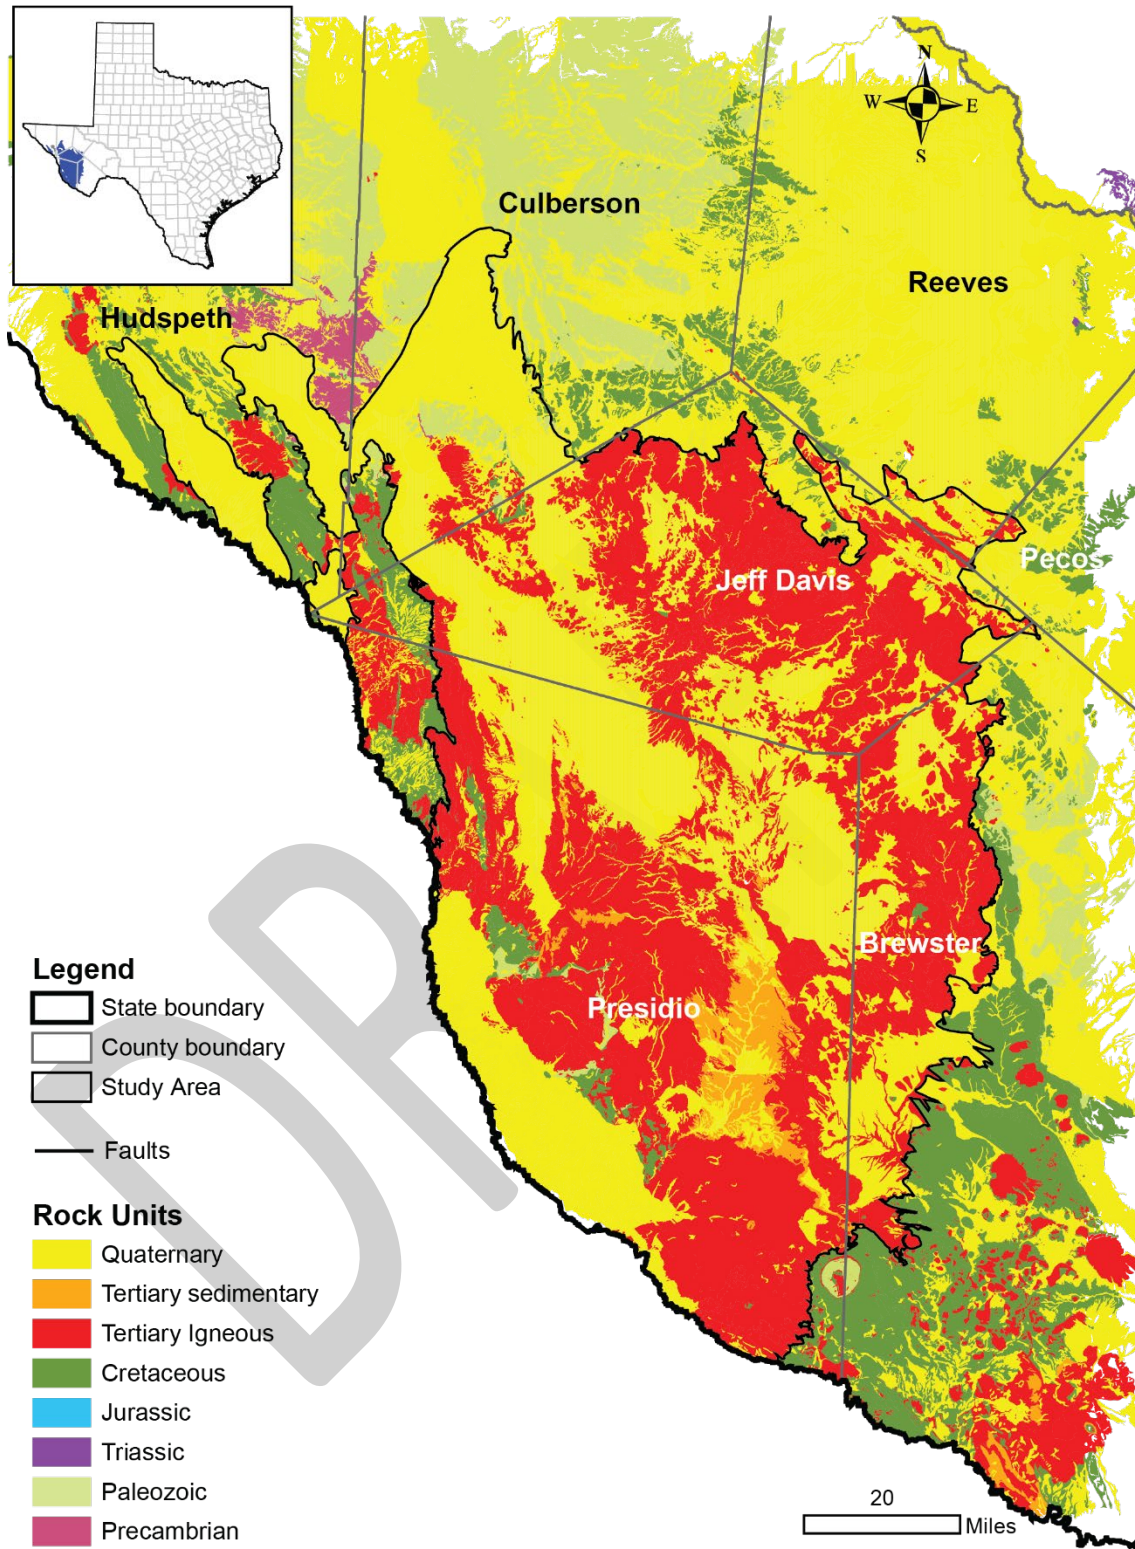 N
W E
S
Culberson
Reeves
Hudspeth
Pecos
Jeff Davis
Brewster
Presidio
DRAFT
Legend
State boundary
County boundary
Study Area
Faults
Rock Units
Quaternary
Tertiary sedimentary
Tertiary Igneous
Cretaceous
Jurassic
Triassic
Paleozoic
Precambrian
20
Miles